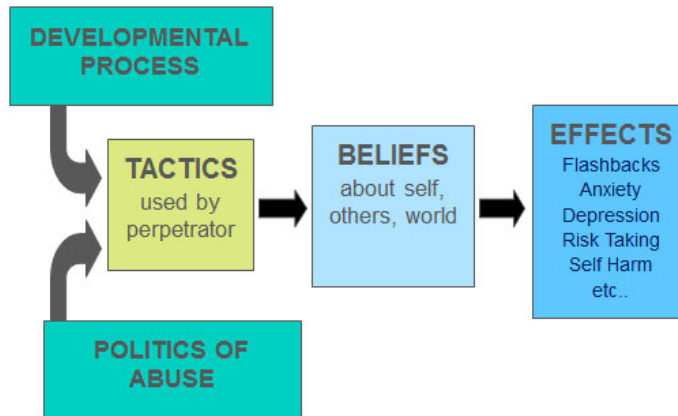 DEVELOPMENTAL
PROCESS
TACTICS
used by
perpetrator
BELIEFS
about self,
others, world
EFFECTS
Flashbacks
Anxiety
Depression
Risk Taking
Self Harm
etc..
POLITICS OF
ABUSE